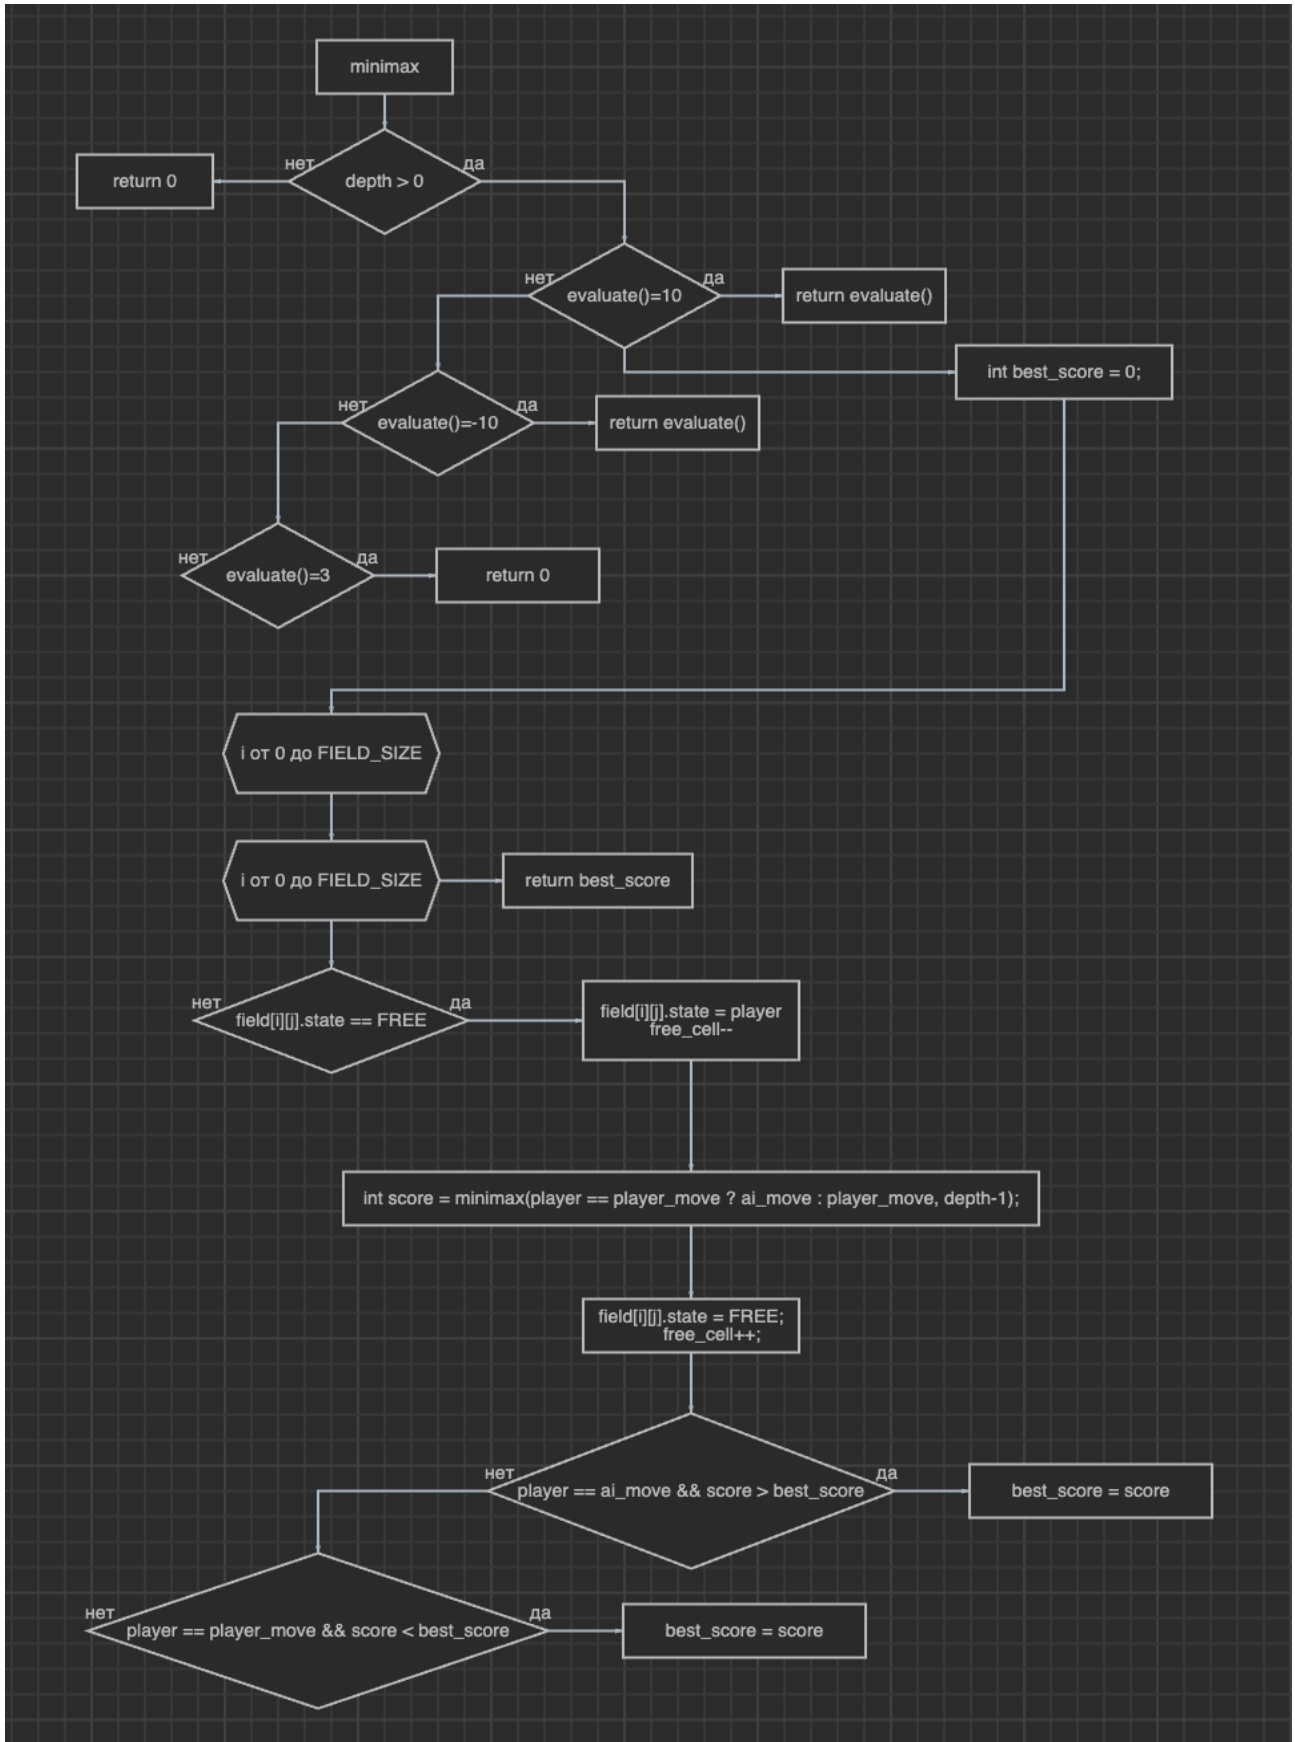 minimax
нет
да
return 0
depth > 0
нет
да
evaluate()=10
return evaluate()
int best_score = 0;
нет
да
evaluate()=-10
return evaluate()
нет
да
evaluate()=3
return 0
i от 0 до FIELD_SIZE
i от 0 до FIELD_SIZE
return best_score
нет
да
field[i][j].state == FREE
field[i][j].state = player
free_cell--
int score = minimax(player == player_move ? ai_move : player_move, depth-1);
field[i][j].state = FREE;
free_cell++;
нет
да
player == ai_move && score > best_score
best_score = score
нет
да
player == player_move && score < best_score
best_score = score